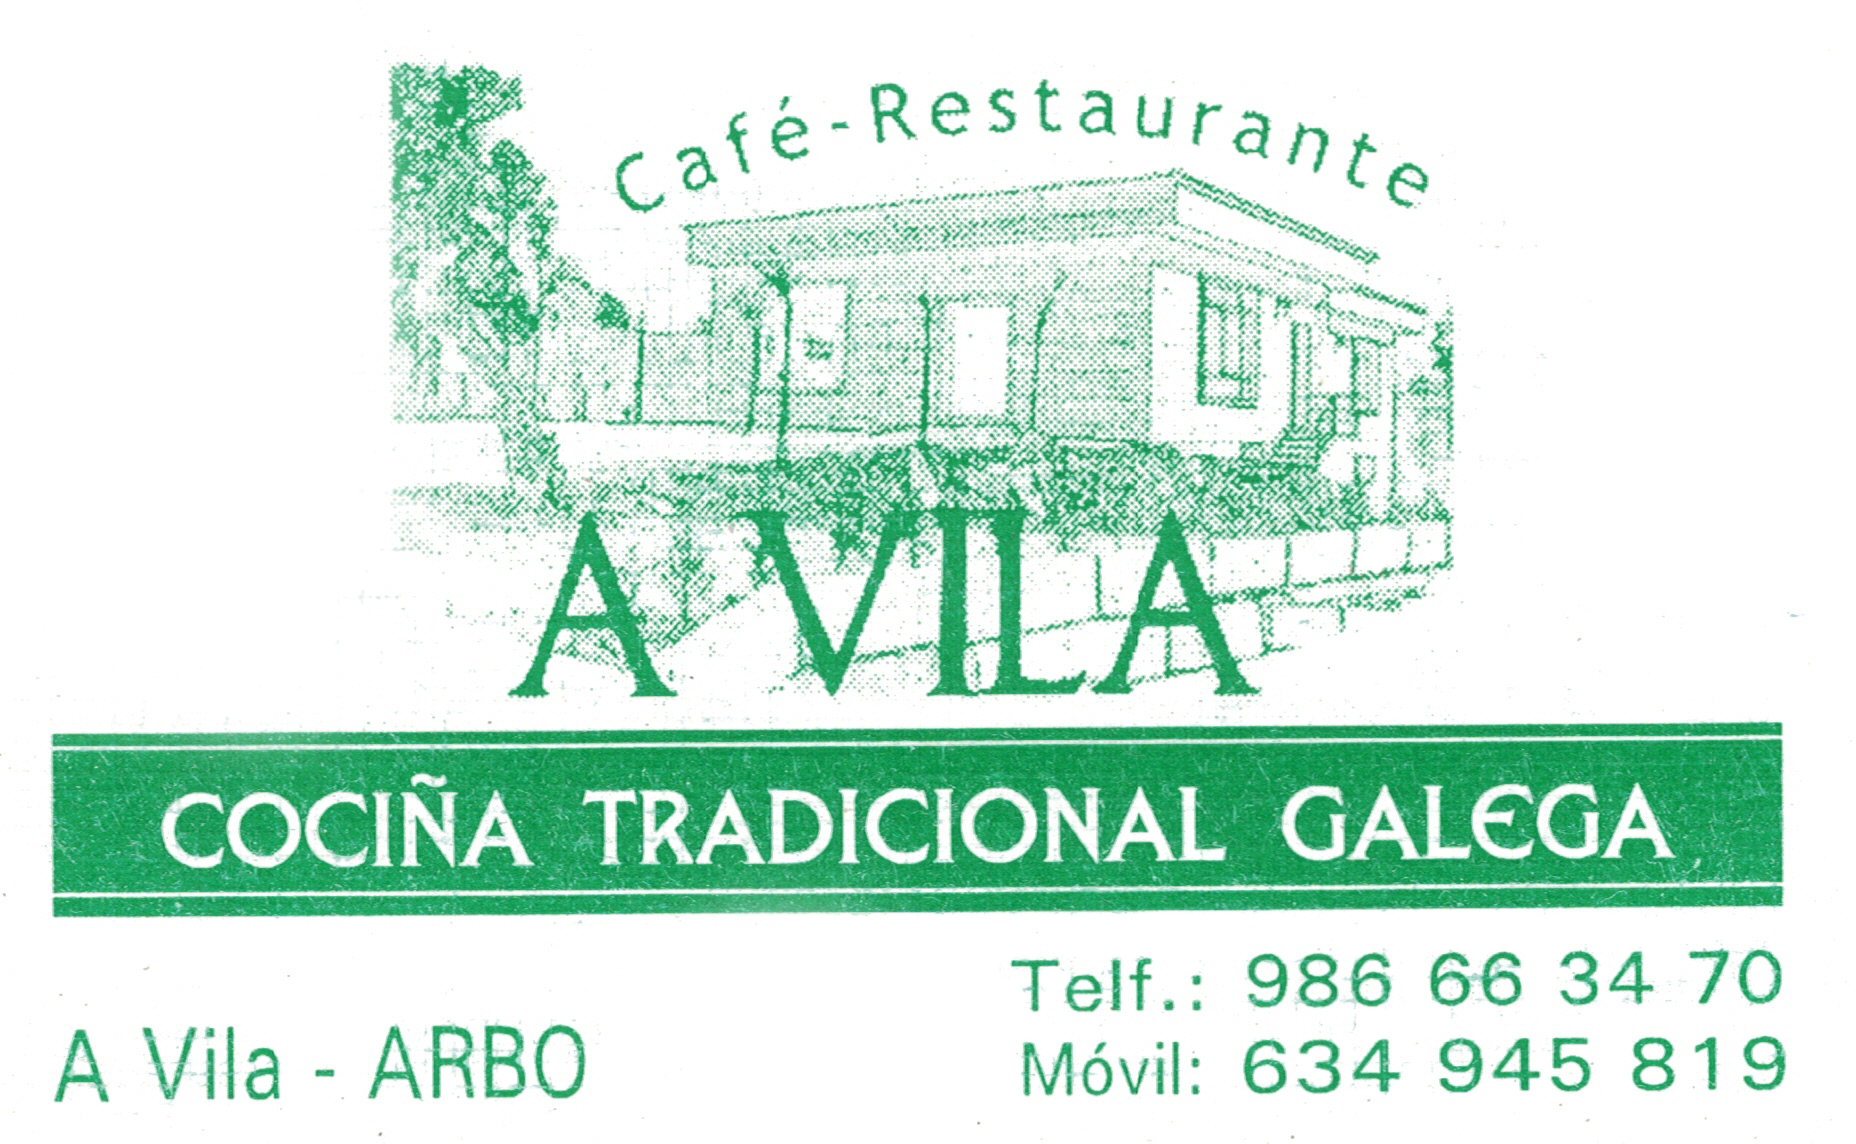 Café-Restaurante
A VILA
COCIÑA TRADICIONAL GALEGA
A Vila - ARBO
Telf.: 986 66 34 70
Móvil: 634 945 819